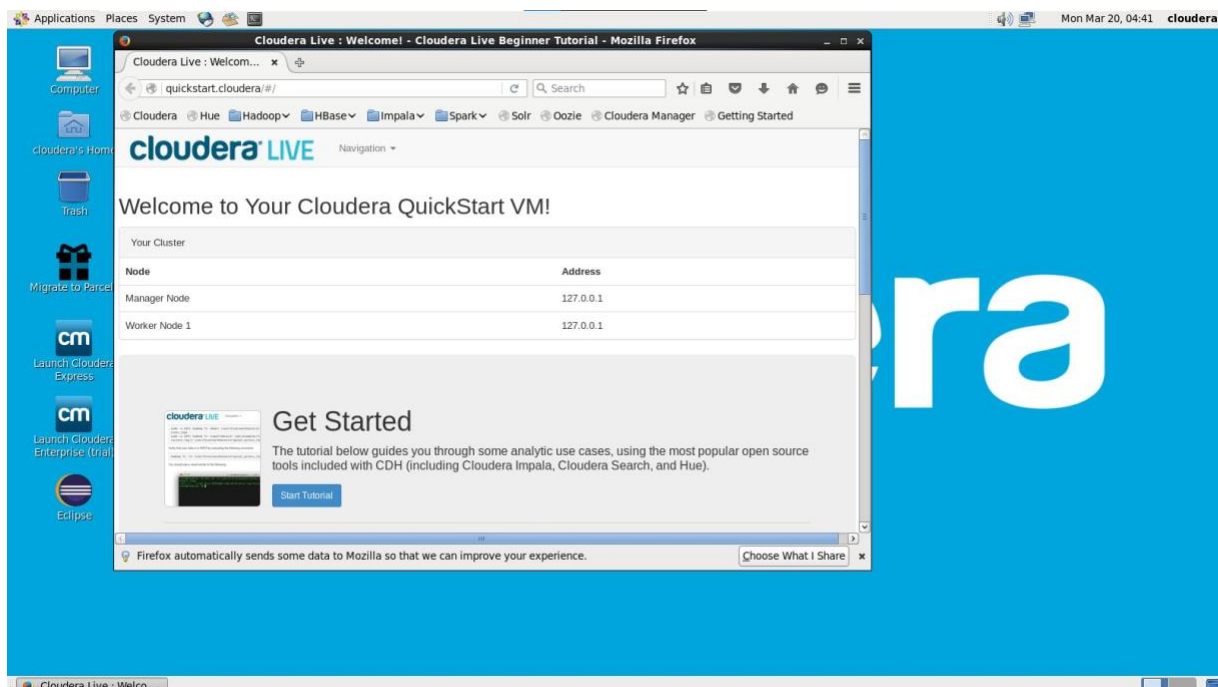 Applications Places System Mon Mar 20, 04:41 cloudera
Cloudera Live : Welcome! - Cloudera Live Beginner Tutorial - Mozilla Firefox
Cloudera Live : Welcom...
quickstart.cloudera/#/ Search
Cloudera Hue Hadoop HBase Impala Spark Solr Oozie Cloudera Manager Getting Started
cloudera LIVE Navigation
Welcome to Your Cloudera QuickStart VM!
Your Cluster
Node Address
Manager Node 127.0.0.1
Worker Node 1 127.0.0.1
cloudera LIVE
Get Started
The tutorial below guides you through some analytic use cases, using the most popular open source
tools included with CDH (including Cloudera Impala, Cloudera Search, and Hue).
Start Tutorial
Firefox automatically sends some data to Mozilla so that we can improve your experience. Choose What I Share
Computer
cloudera's Home
Trash
Migrate to Parcel
cm
Launch Cloudera
Express
cm
Launch Cloudera
Enterprise (trial)
Eclipse
era
Cloudera Live : Welco...